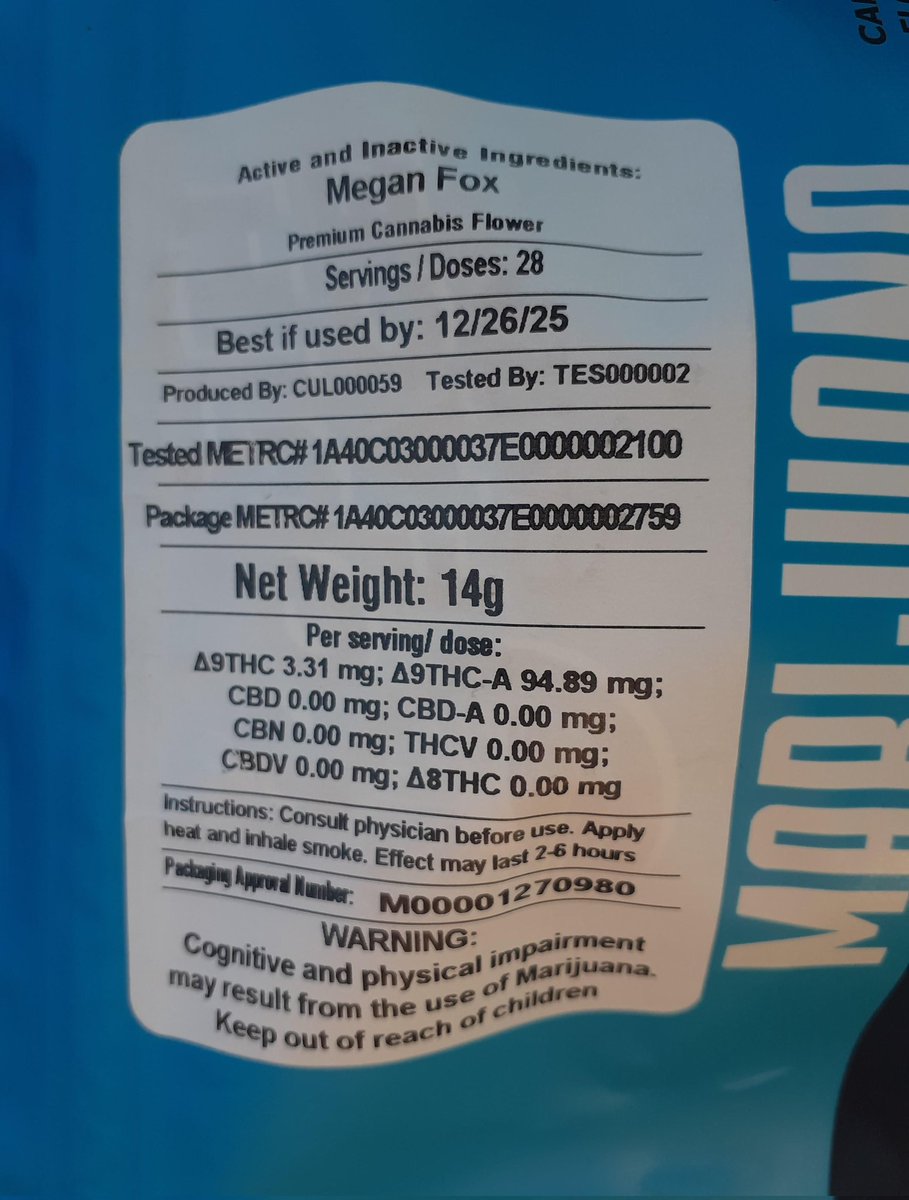 Active and Inactive Ingredients:
Megan Fox
Premium Cannabis Flower
Servings / Doses: 28
Best if used by: 12/26/25
Produced By: CUL000059 Tested By: TES000002
Tested METRC# 1A40C03000037E0000002100
Package METRC# 1A40C03000037E0000002759
Net Weight: 14g
Per serving/ dose:
Δ9THC 3.31 mg; Δ9THC-A 94.89 mg;
CBD 0.00 mg; CBD-A 0.00 mg;
CBN 0.00 mg; THCV 0.00 mg;
CBDV 0.00 mg; Δ8THC 0.00 mg
Instructions: Consult physician before use. Apply
heat and inhale smoke. Effect may last 2-6 hours
Packaging Approval Number: M00001270980
WARNING:
Cognitive and physical impairment
may result from the use of Marijuana.
Keep out of reach of children